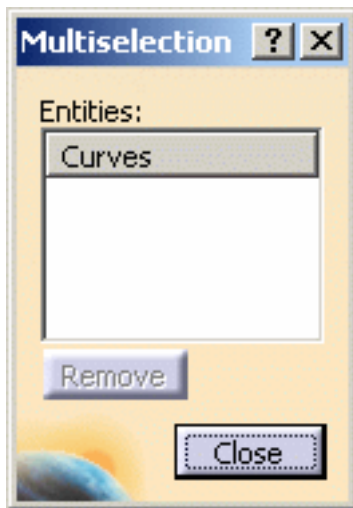 Multiselection ? X
Entities:
Curves
Remove
Close